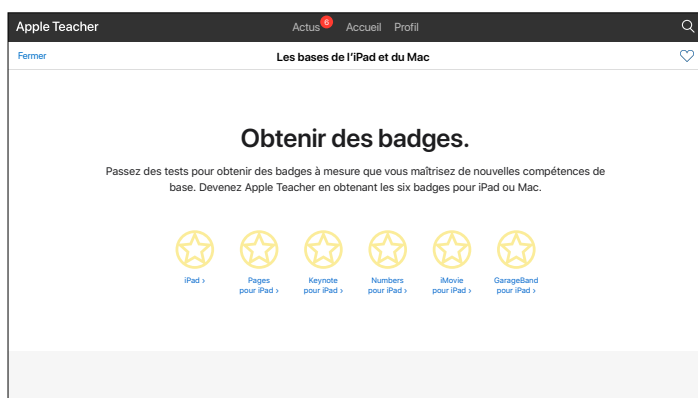 Apple Teacher
Actus 6 Accueil Profil
Fermer
Les bases de l'iPad et du Mac
Obtenir des badges.
Passez des tests pour obtenir des badges à mesure que vous maîtrisez de nouvelles compétences de
base. Devenez Apple Teacher en obtenant les six badges pour iPad ou Mac.
iPad ›
Pages
pour iPad ›
Keynote
pour iPad ›
Numbers
pour iPad ›
iMovie
pour iPad ›
GarageBand
pour iPad ›